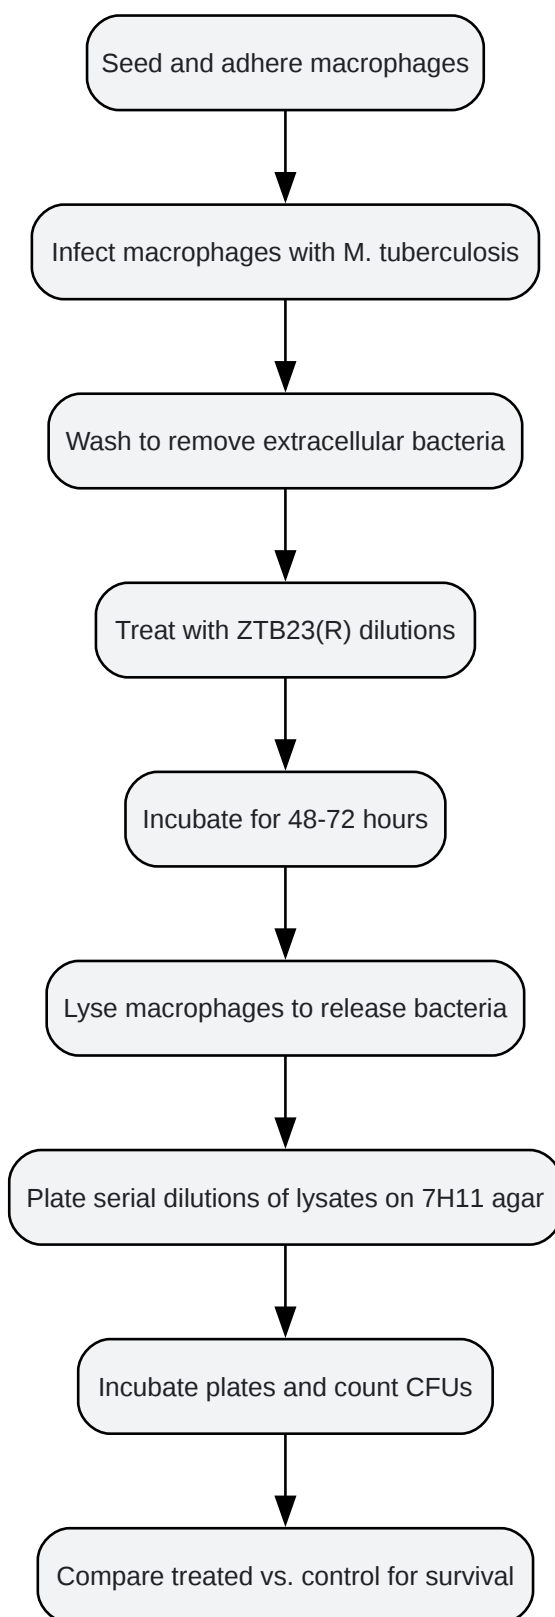 Seed and adhere macrophages
Infect macrophages with M. tuberculosis
Wash to remove extracellular bacteria
Treat with ZTB23(R) dilutions
Incubate for 48-72 hours
Lyse macrophages to release bacteria
Plate serial dilutions of lysates on 7H11 agar
Incubate plates and count CFUs
Compare treated vs. control for survival